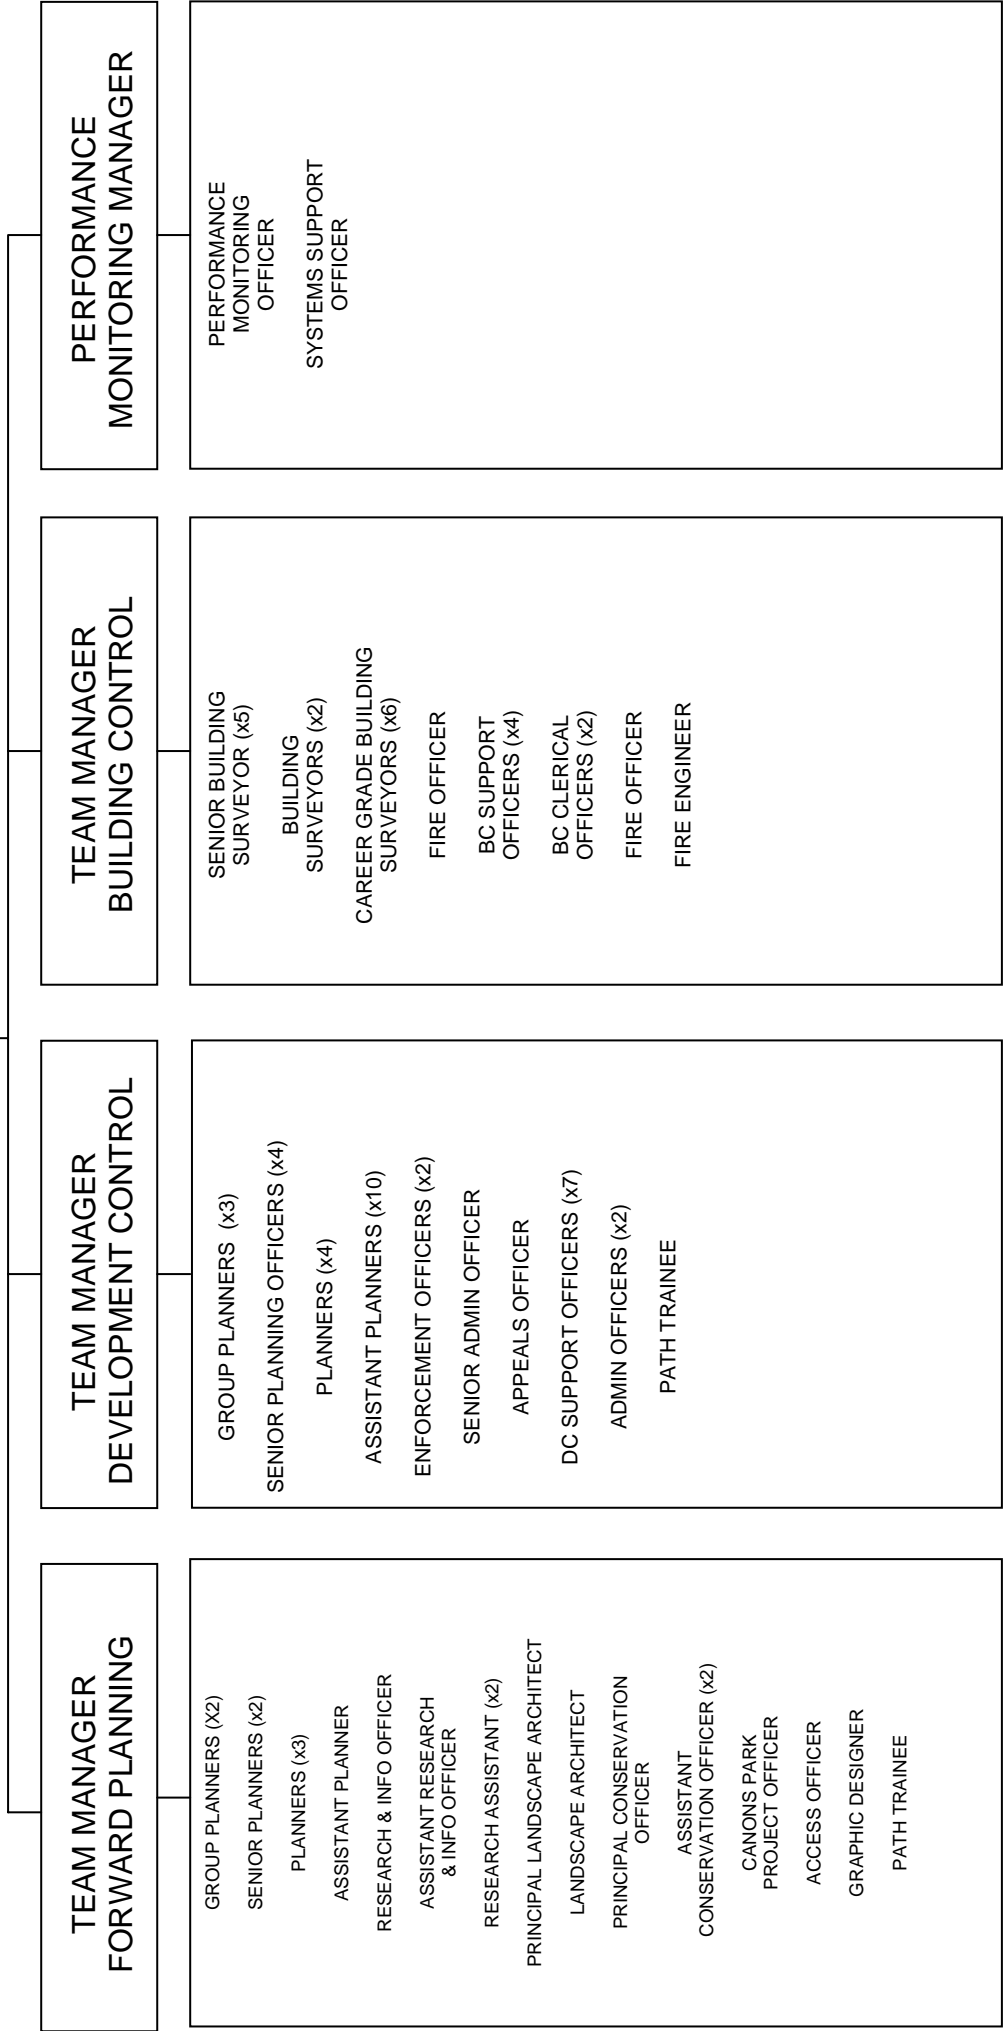 TEAM MANAGER
FORWARD PLANNING
GROUP PLANNERS (X2)
SENIOR PLANNERS (x2)
PLANNERS (x3)
ASSISTANT PLANNER
RESEARCH & INFO OFFICER
ASSISTANT RESEARCH
& INFO OFFICER
RESEARCH ASSISTANT (x2)
PRINCIPAL LANDSCAPE ARCHITECT
LANDSCAPE ARCHITECT
PRINCIPAL CONSERVATION
OFFICER
ASSISTANT
CONSERVATION OFFICER (x2)
CANONS PARK
PROJECT OFFICER
ACCESS OFFICER
GRAPHIC DESIGNER
PATH TRAINEE
TEAM MANAGER
DEVELOPMENT CONTROL
GROUP PLANNERS (x3)
SENIOR PLANNING OFFICERS (x4)
PLANNERS (x4)
ASSISTANT PLANNERS (x10)
ENFORCEMENT OFFICERS (x2)
SENIOR ADMIN OFFICER
APPEALS OFFICER
DC SUPPORT OFFICERS (x7)
ADMIN OFFICERS (x2)
PATH TRAINEE
TEAM MANAGER
BUILDING CONTROL
SENIOR BUILDING
SURVEYOR (x5)
BUILDING
SURVEYORS (x2)
CAREER GRADE BUILDING
SURVEYORS (x6)
FIRE OFFICER
BC SUPPORT
OFFICERS (x4)
BC CLERICAL
OFFICERS (x2)
FIRE OFFICER
FIRE ENGINEER
PERFORMANCE
MONITORING MANAGER
PERFORMANCE
MONITORING
OFFICER
SYSTEMS SUPPORT
OFFICER